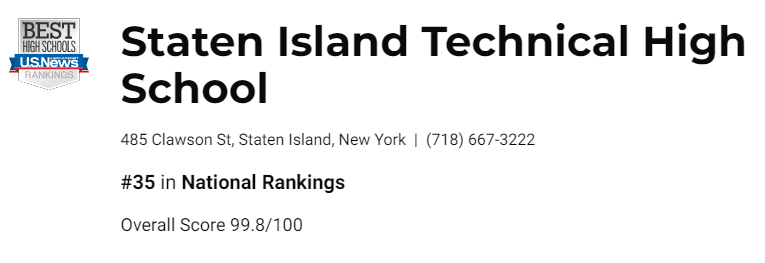 BEST
HIGH SCHOOLS
U.S.News
RANKINGS
Staten Island Technical High
School
485 Clawson St, Staten Island, New York | (718) 667-3222
#35 in National Rankings
Overall Score 99.8/100